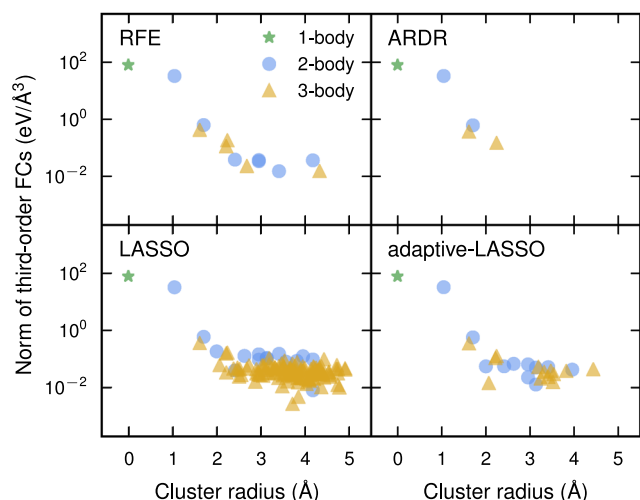 RFE
1-body
2-body
3-body
ARDR
10²
10⁰
10⁻²
Norm of third-order FCs (eV/Å³)
LASSO
adaptive-LASSO
10²
10⁰
10⁻²
0 1 2 3 4 5
0 1 2 3 4 5
Cluster radius (Å)
Cluster radius (Å)